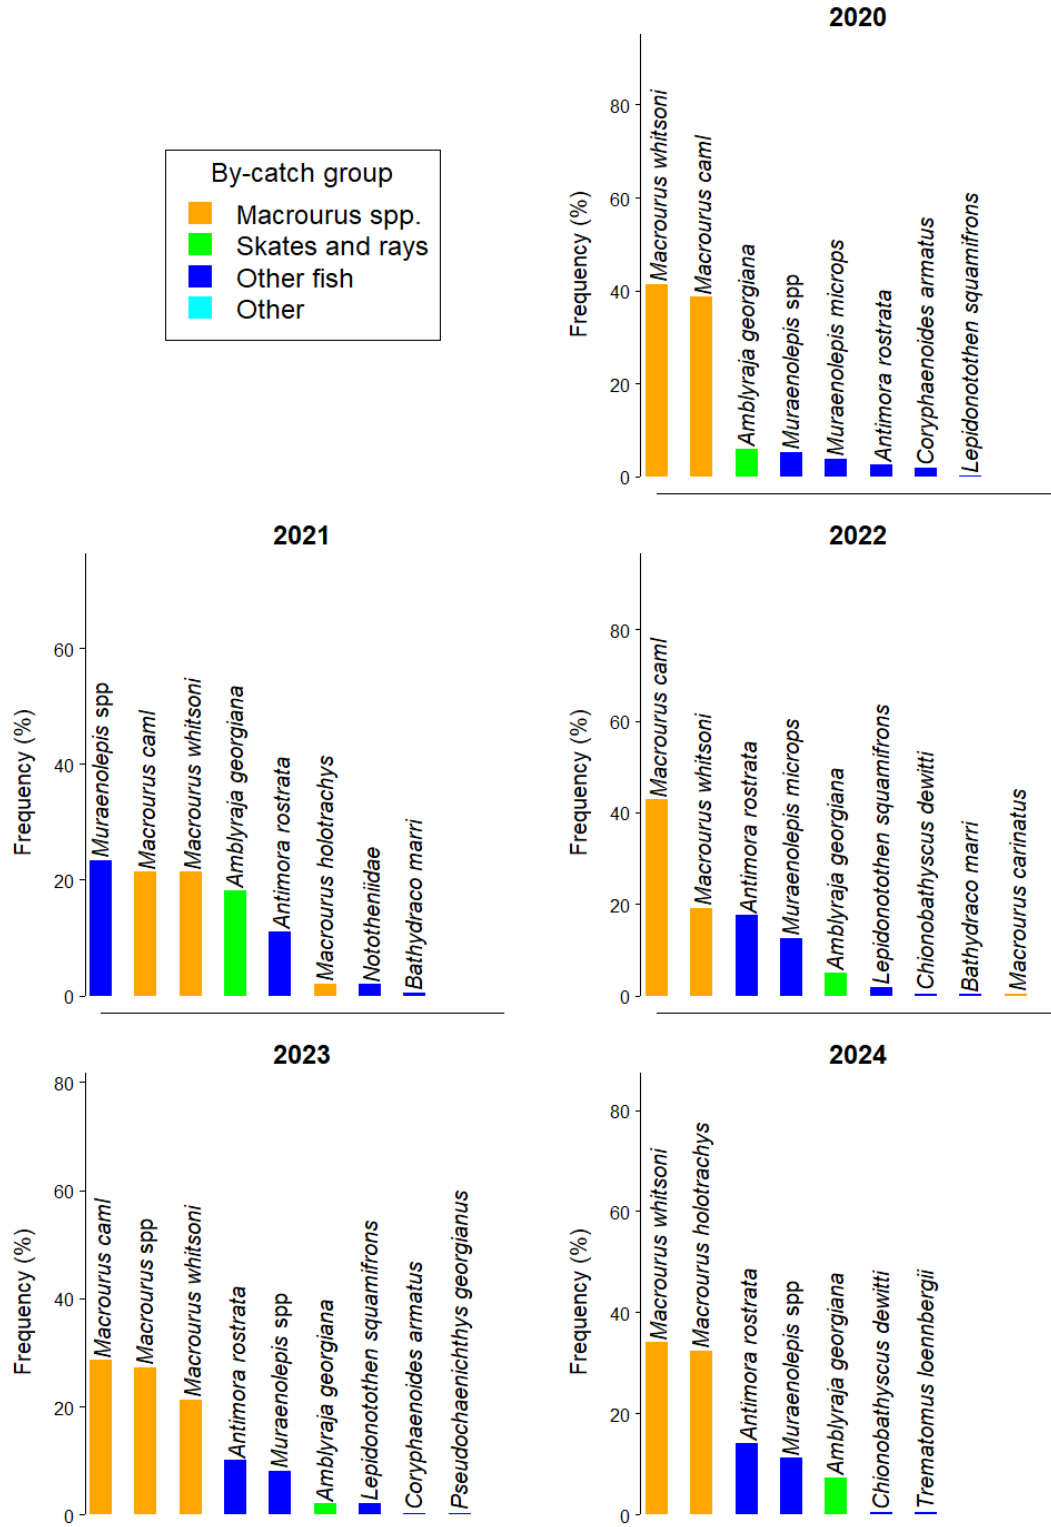 2020
By-catch group
Macrourus spp.
Skates and rays
Other fish
Other
Frequency (%)
80
60
40
20
0
Macrourus whitsoni
Macrourus caml
Amblyraja georgiana
Muraenolepis spp
Muraenolepis microps
Antimora rostrata
Coryphaenoides armatus
Lepidonotothen squamifrons
2021
Frequency (%)
60
40
20
0
Muraenolepis spp
Macrourus caml
Macrourus whitsoni
Amblyraja georgiana
Antimora rostrata
Macrourus holotrachys
Nototheniidae
Bathydraco marri
2022
Frequency (%)
80
60
40
20
0
Macrourus caml
Macrourus whitsoni
Antimora rostrata
Muraenolepis microps
Amblyraja georgiana
Lepidonotothen squamifrons
Chionobathyscus dewitti
Bathydraco marri
Macrourus carinatus
2023
Frequency (%)
80
60
40
20
0
Macrourus caml
Macrourus spp
Macrourus whitsoni
Antimora rostrata
Muraenolepis spp
Amblyraja georgiana
Lepidonotothen squamifrons
Coryphaenoides armatus
Pseudochaenichthys georgianus
2024
Frequency (%)
80
60
40
20
0
Macrourus whitsoni
Macrourus holotrachys
Antimora rostrata
Muraenolepis spp
Amblyraja georgiana
Chionobathyscus dewitti
Trematomus loennbergii